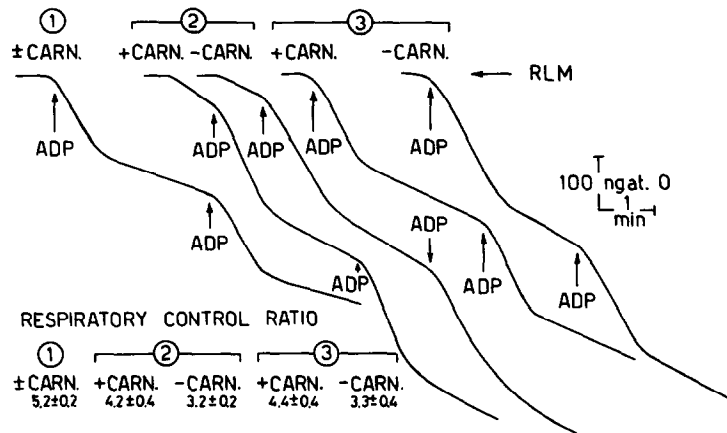 ① ② ③
±CARN. +CARN. -CARN. +CARN. -CARN.
← RLM
ADP ADP ADP ADP ADP
100 ngat. O
1
min
ADP ADP ADP ADP ADP
RESPIRATORY CONTROL RATIO
① ② ③
±CARN. +CARN. -CARN. +CARN. -CARN.
5.2±0.2 4.2±0.4 3.2±0.2 4.4±0.4 3.3±0.4